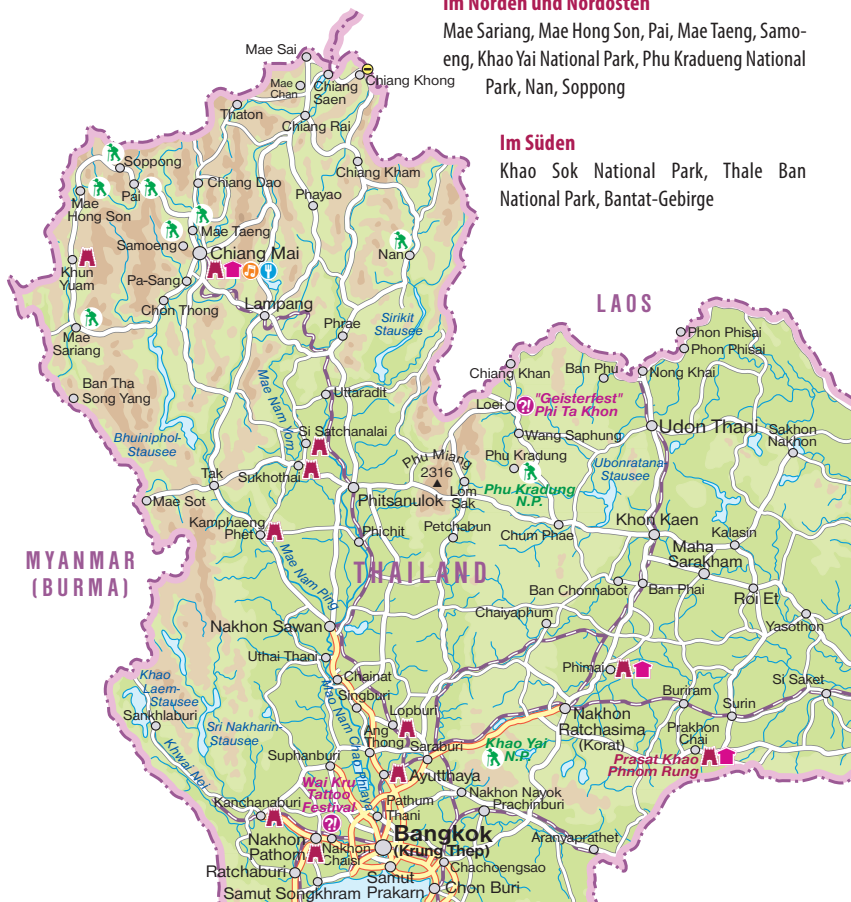 Im Norden und Nordosten
Mae Sariang, Mae Hong Son, Pai, Mae Taeng, Samo-
eng, Khao Yai National Park, Phu Kradueng National
Park, Nan, Soppong
Im Süden
Khao Sok National Park, Thale Ban
National Park, Bantat-Gebirge
Mae Sai
Mae
Chan
Chiang
Saen
Chiang Khong
Thaton
Chiang Rai
Soppong
Pai
Chiang Dao
Chiang Kham
Mae
Hong Son
Phayao
Mae Taeng
Samoeng
Chiang Mai
Nan
Khun
Yuam
Pa-Sang
Chon Thong
Lampang
Mae
Sariang
Phrae
Sirikit
Stausee
LAOS
Phon Phisai
Phon Phisai
Chiang Khan
Ban Phu
Nong Khai
Ban Tha
Song Yang
Mae Nam Yom
Uttaradit
Loei
"Geisterfest"
Phi Ta Khon
Bhuiniphol-
Stausee
Si Satchanalai
Wang Saphung
Udon Thani
Sakhon
Nakhon
Tak
Sukhothai
Phu Miang
2316
Phu Kradung
Ubonratana
Stausee
Mae Sot
Phitsanulok
Lom
Sak
Phu Kradung
N.P.
Kamphaeng
Phet
Phichit
Petchabun
Chum Phae
Khon Kaen
Kalasin
MYANMAR
(BURMA)
Mae Nam Ping
THAILAND
Maha
Sarakham
Ban Chonnabot
Ban Phai
Roi Et
Nakhon Sawan
Chaiyaphum
Yasothon
Uthai Thani
Phimai
Khao
Laem-
Stausee
Chainat
Singburi
Mao Nam Chao Phraya
Si Saket
Sankhlaburi
Sri Nakharin-
Stausee
Lopburi
Buriram
Surin
Ang
Thong
Nakhon
Ratchasima
(Korat)
Prakhon
Chai
Khwai Noi
Suphanburi
Saraburi
Khao Yai
N.P.
Prasat Khao
Phnom Rung
Wai Kru
Tattoo
Festival
Ayutthaya
Kanchanaburi
Pathum
Thani
Nakhon Nayok
Prachinburi
Nakhon
Pathom
Nakhon
Chaisi
Bangkok
(Krung Thep)
Aranyaprathet
Ratchaburi
Chachoengsao
Samut Songkhram
Samut
Prakarn
Chon Buri